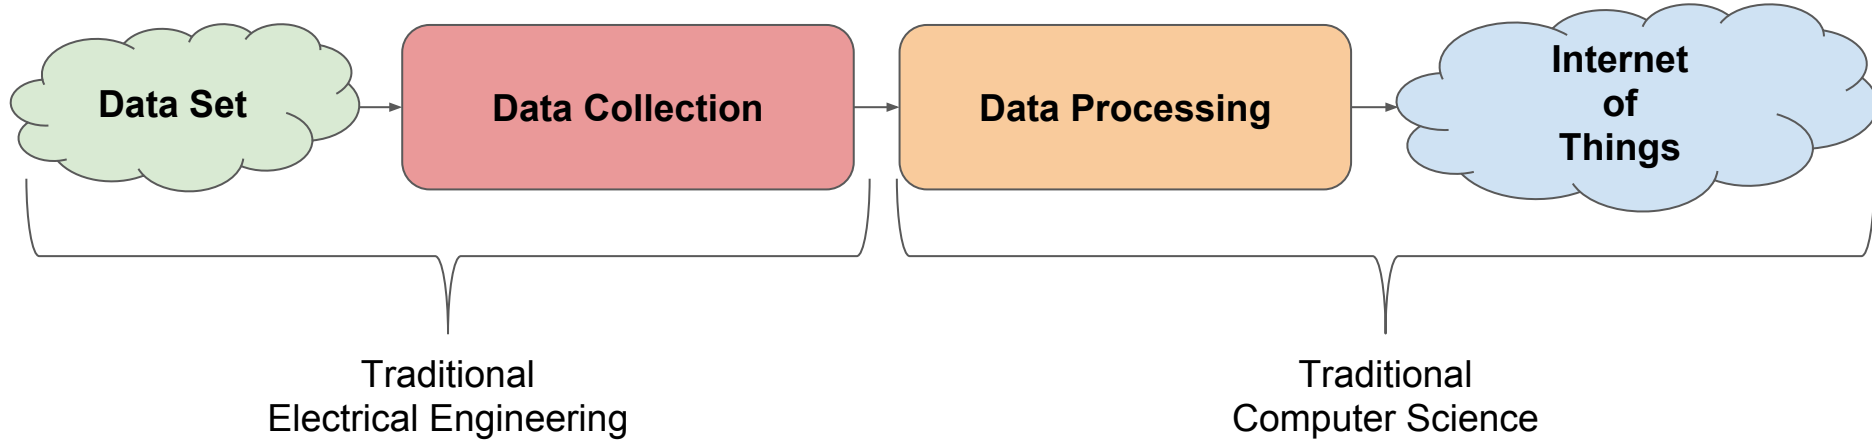 Data Set
Data Collection
Data Processing
Internet
of
Things
Traditional
Electrical Engineering
Traditional
Computer Science